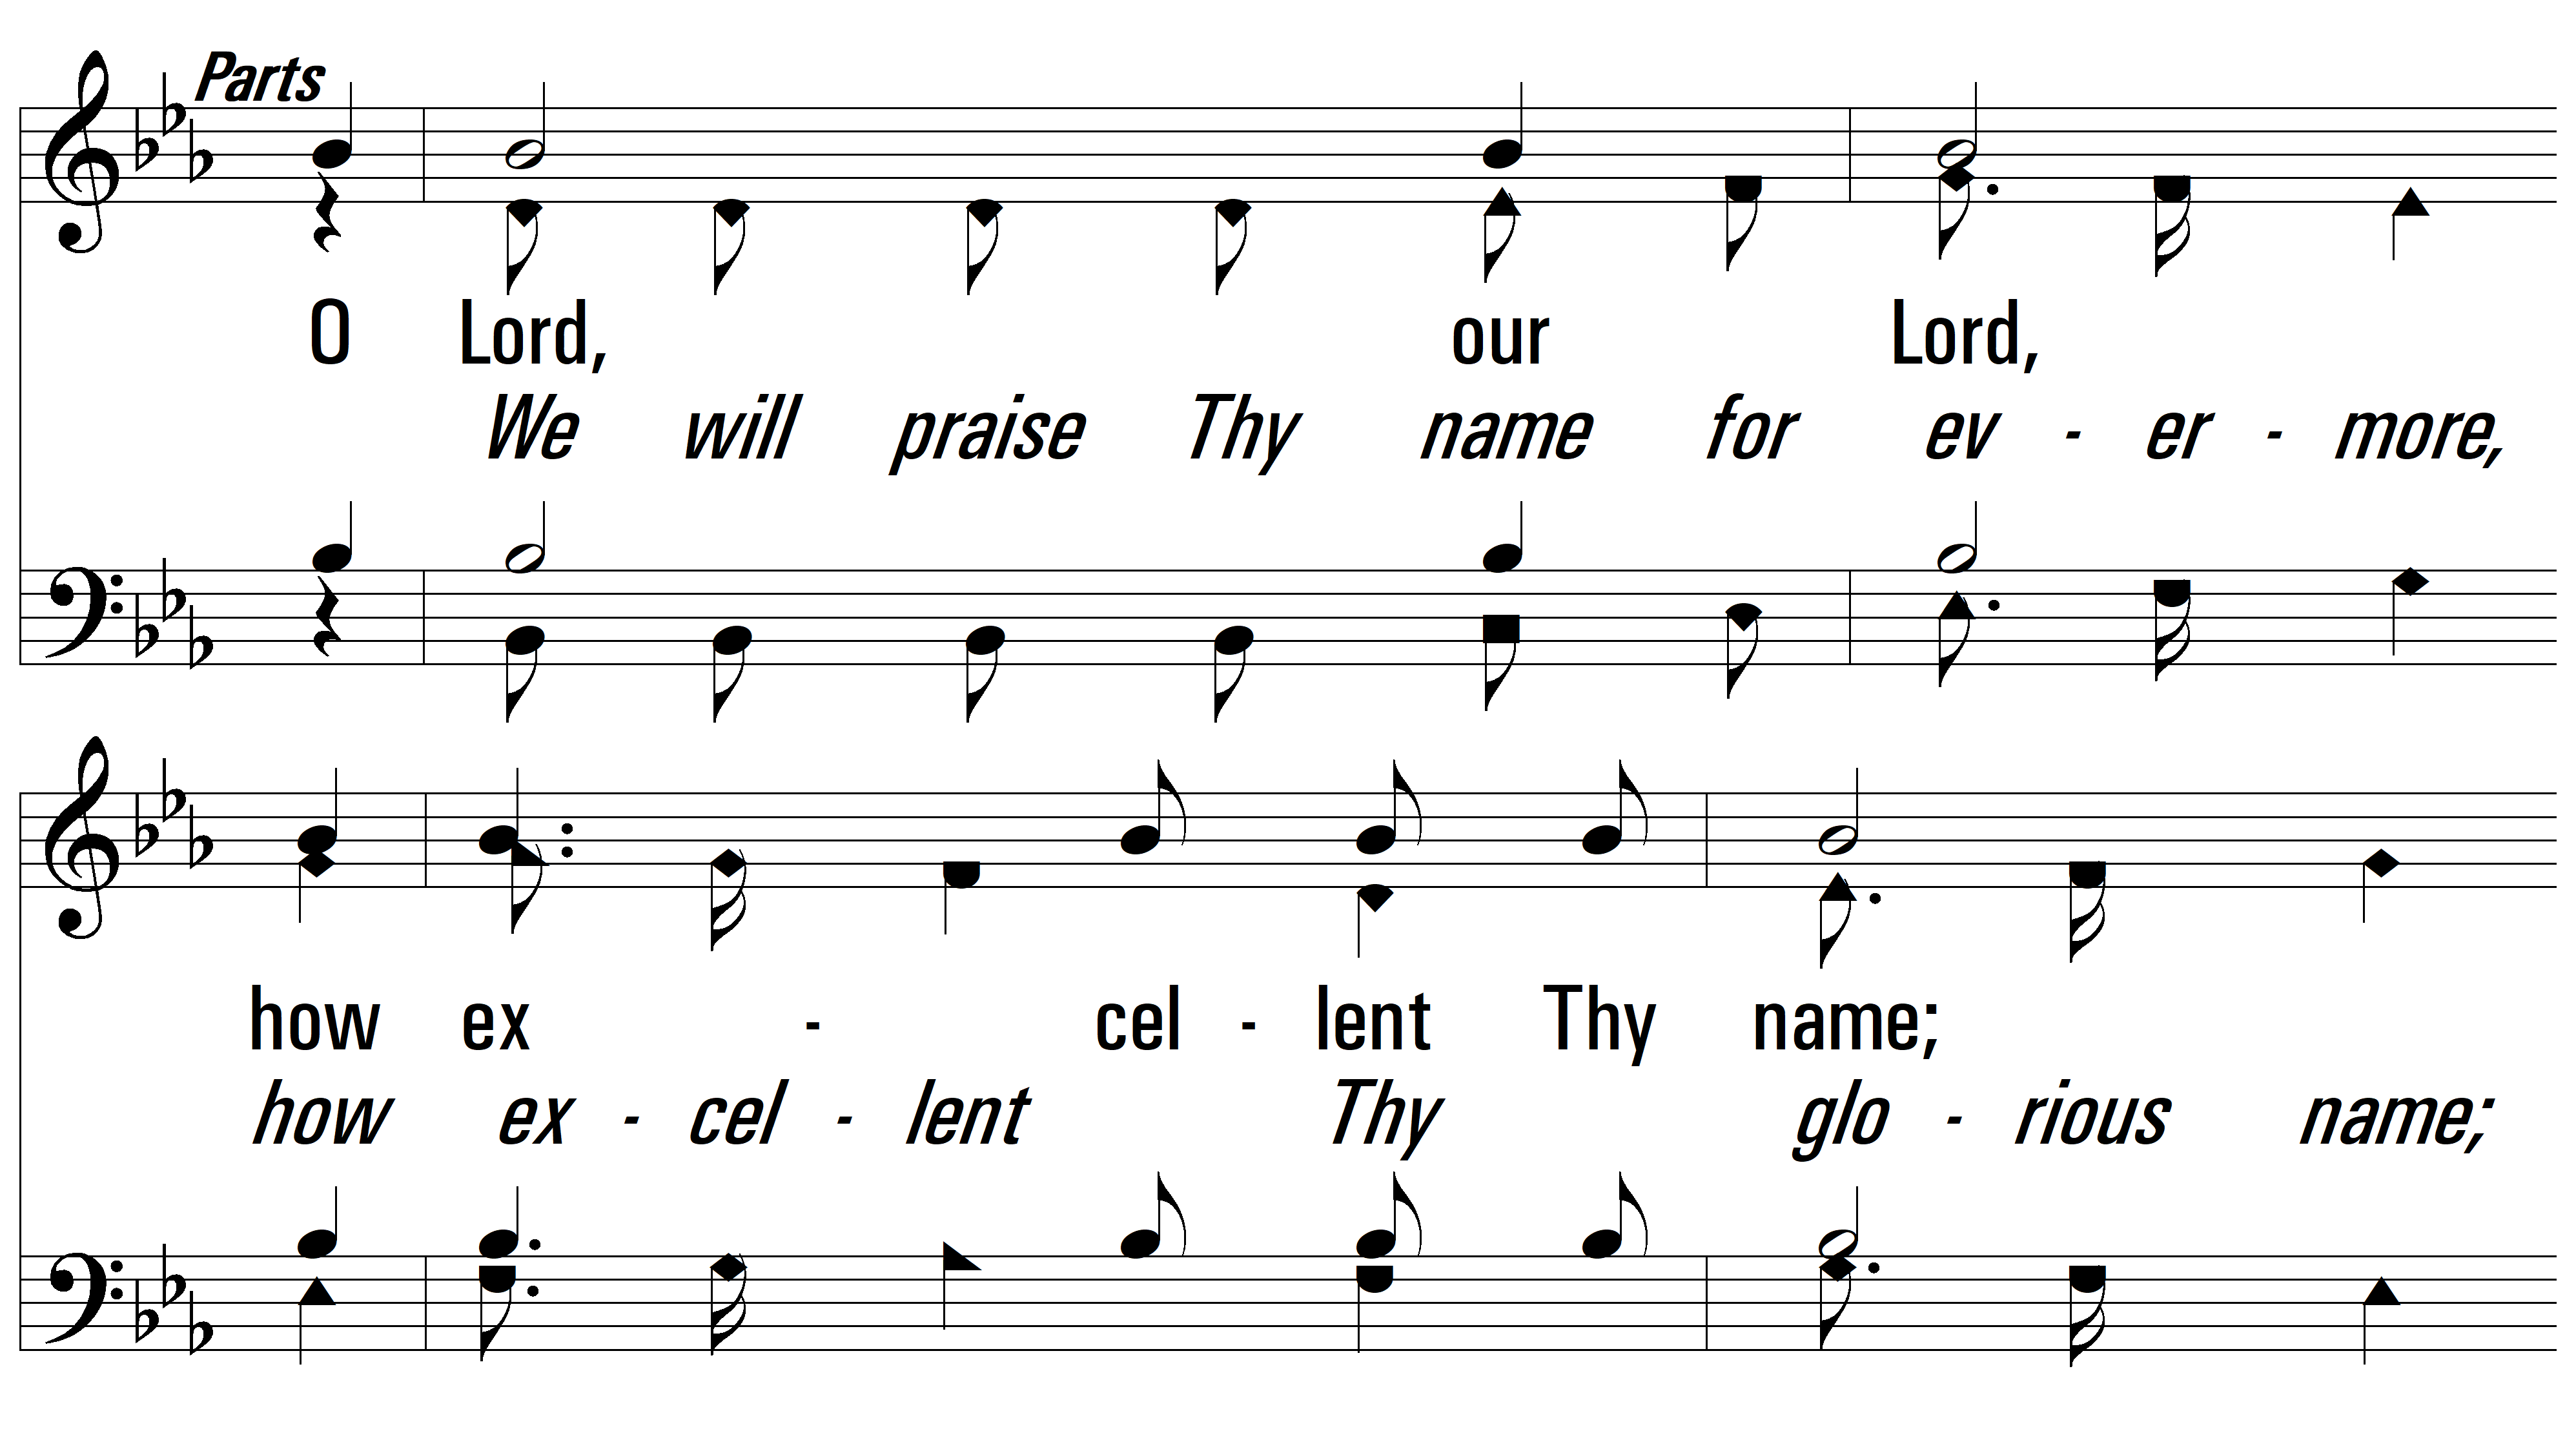 Parts
O Lord, our Lord,
We will praise Thy name for ev - er - more,
how ex - cel - lent Thy name;
how ex - cel - lent Thy glo - rious name;